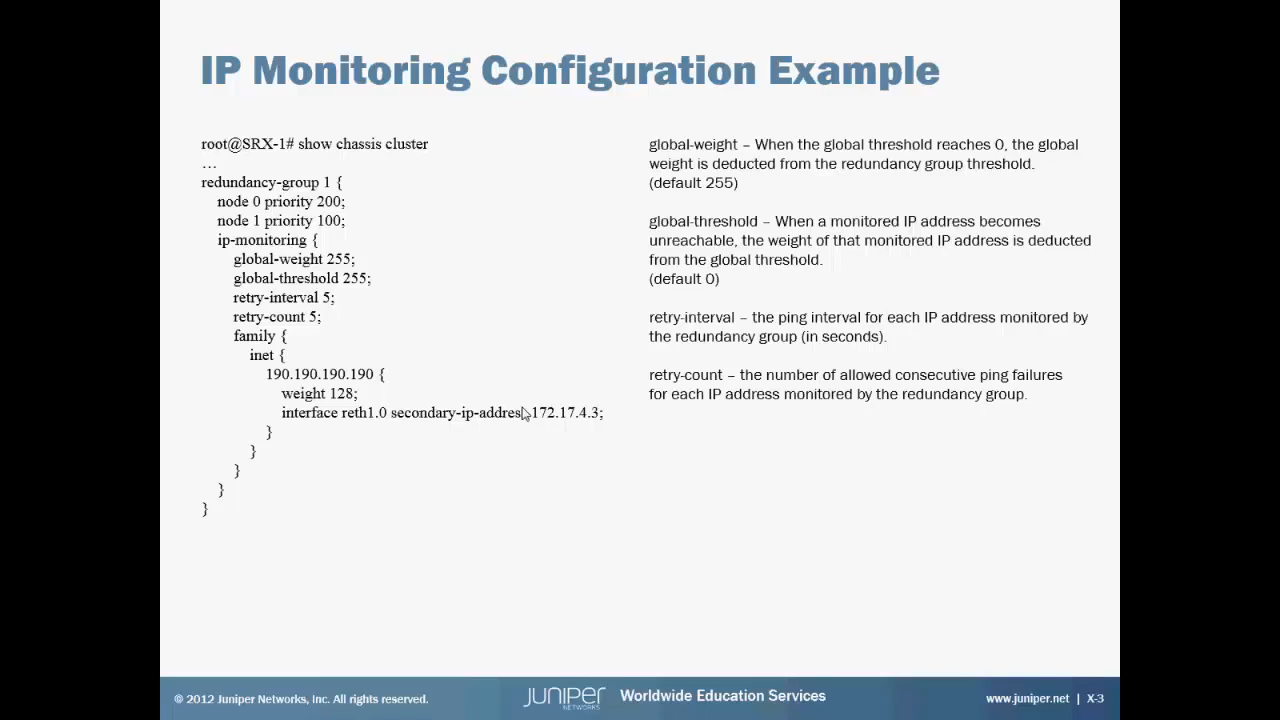 IP Monitoring Configuration Example
root@SRX-1# show chassis cluster
…
redundancy-group 1 {
node 0 priority 200;
node 1 priority 100;
ip-monitoring {
global-weight 255;
global-threshold 255;
retry-interval 5;
retry-count 5;
family {
inet {
190.190.190.190 {
weight 128;
interface reth1.0 secondary-ip-address 172.17.4.3;
}
}
}
}
}
global-weight – When the global threshold reaches 0, the global
weight is deducted from the redundancy group threshold.
(default 255)
global-threshold – When a monitored IP address becomes
unreachable, the weight of that monitored IP address is deducted
from the global threshold.
(default 0)
retry-interval – the ping interval for each IP address monitored by
the redundancy group (in seconds).
retry-count – the number of allowed consecutive ping failures
for each IP address monitored by the redundancy group.
© 2012 Juniper Networks, Inc. All rights reserved.
JUNIPER
NETWORKS
Worldwide Education Services
www.juniper.net | X-3